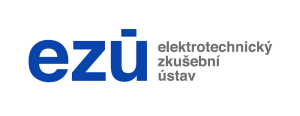 ezú
elektrotechnický
zkušební
ústav